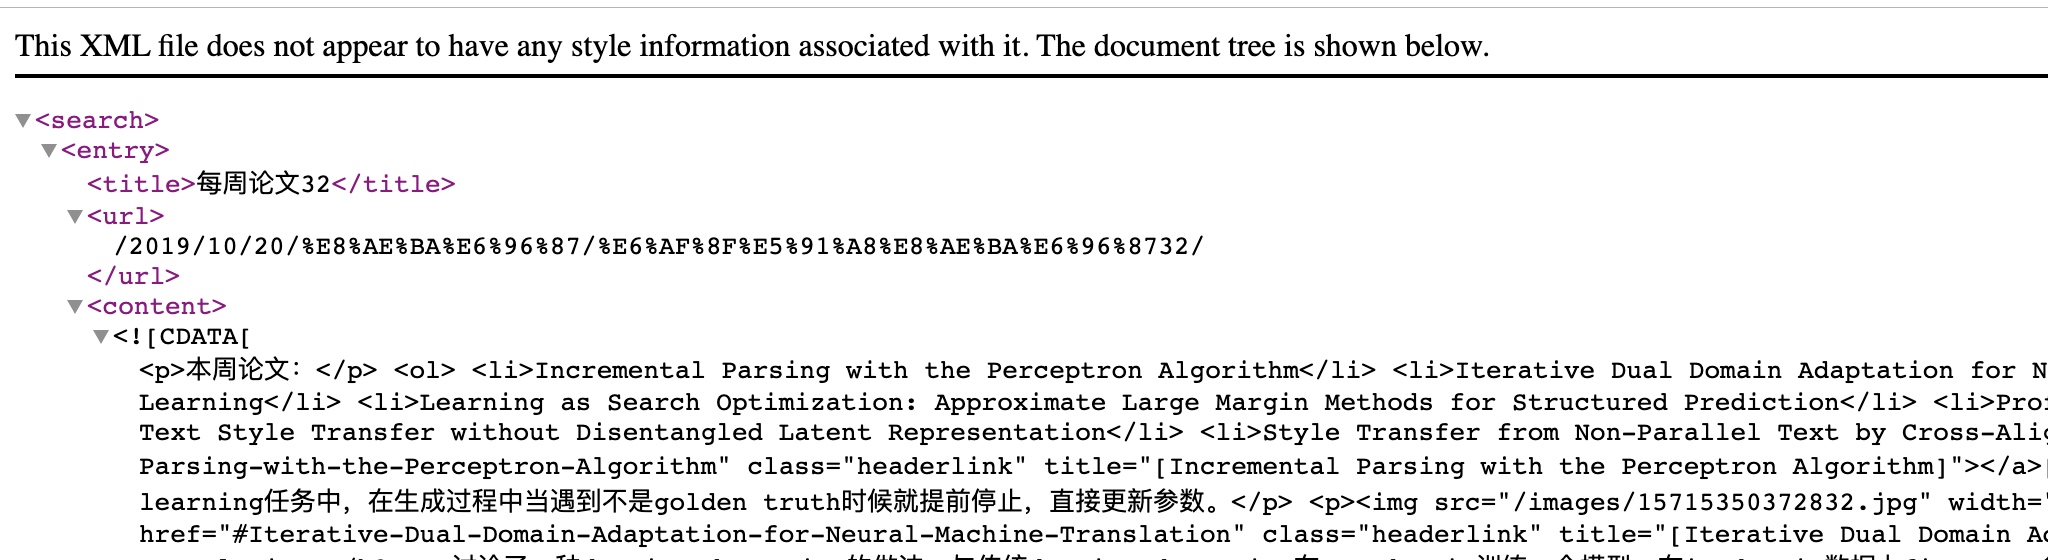 This XML file does not appear to have any style information associated with it. The document tree is shown below.
<search>
<entry>
<title>每周论文32</title>
<url>
/2019/10/20/%E8%AE%BA%E6%96%87/%E6%AF%8F%E5%91%A8%E8%AE%BA%E6%96%8732/
</url>
<content>
<![CDATA[
<p>本周论文：</p> <ol> <li>Incremental Parsing with the Perceptron Algorithm</li> <li>Iterative Dual Domain Adaptation for N
Learning</li> <li>Learning as Search Optimization: Approximate Large Margin Methods for Structured Prediction</li> <li>Pro
Text Style Transfer without Disentangled Latent Representation</li> <li>Style Transfer from Non-Parallel Text by Cross-Alig
Parsing-with-the-Perceptron-Algorithm" class="headerlink" title="[Incremental Parsing with the Perceptron Algorithm]"></a>
learning任务中，在生成过程中当遇到不是golden truth时候就提前停止，直接更新参数。</p> <p><img src="/images/15715350372832.jpg" width="
href="#Iterative-Dual-Domain-Adaptation-for-Neural-Machine-Translation" class="headerlink" title="[Iterative Dual Domain Ad